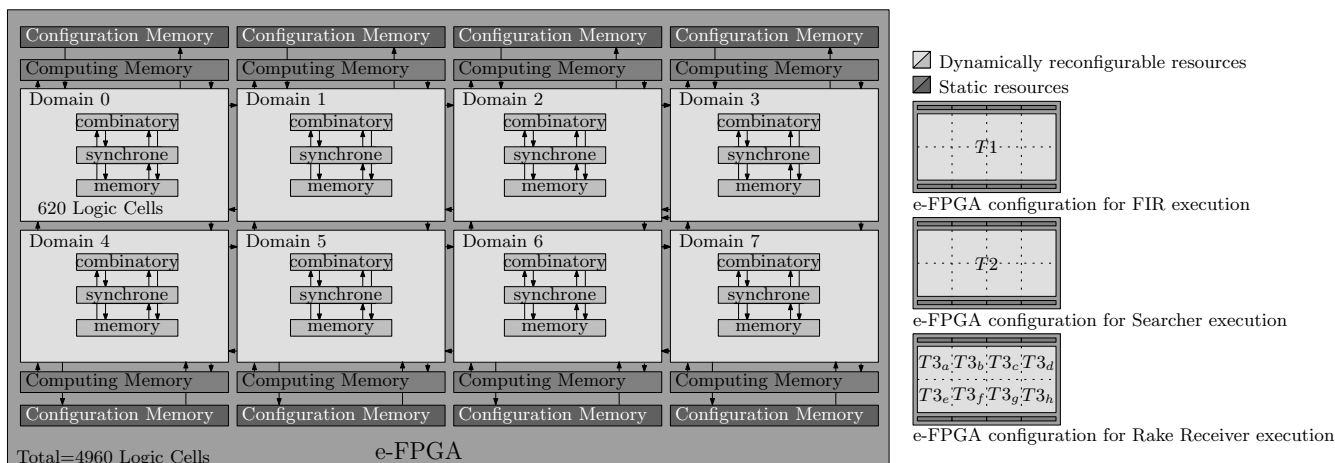 Configuration Memory Configuration Memory Configuration Memory Configuration Memory
Computing Memory Computing Memory Computing Memory Computing Memory
Domain 0 Domain 1 Domain 2 Domain 3
combinatory combinatory combinatory combinatory
synchrone synchrone synchrone synchrone
memory memory memory memory
620 Logic Cells
Domain 4 Domain 5 Domain 6 Domain 7
combinatory combinatory combinatory combinatory
synchrone synchrone synchrone synchrone
memory memory memory memory
Computing Memory Computing Memory Computing Memory Computing Memory
Configuration Memory Configuration Memory Configuration Memory Configuration Memory
Total=4960 Logic Cells
e-FPGA
Dynamically reconfigurable resources
Static resources
T1
e-FPGA configuration for FIR execution
T2
e-FPGA configuration for Searcher execution
T3a T3b T3c T3d
T3e T3f T3g T3h
e-FPGA configuration for Rake Receiver execution